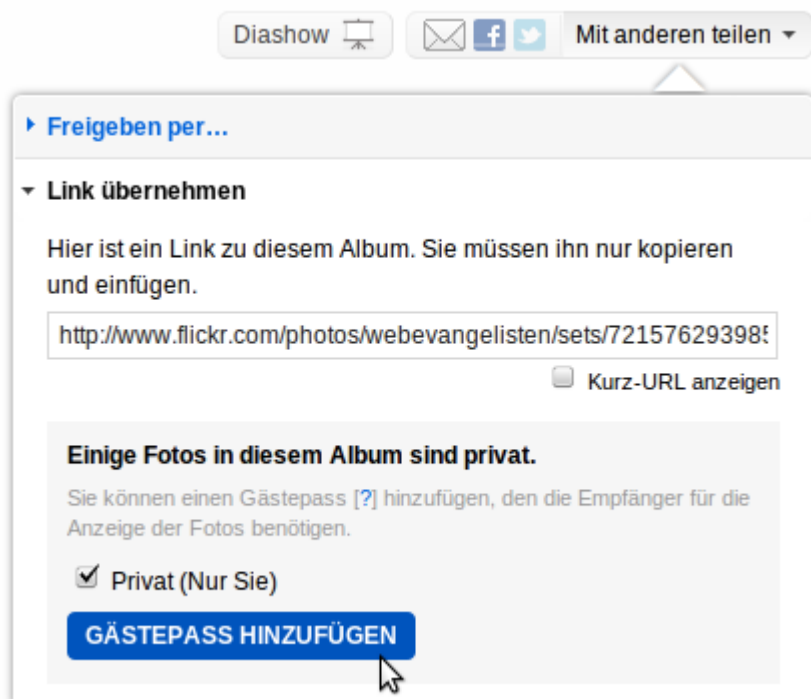 Diashow
Mit anderen teilen
Freigeben per…
Link übernehmen
Hier ist ein Link zu diesem Album. Sie müssen ihn nur kopieren
und einfügen.
http://www.flickr.com/photos/webevangelisten/sets/721576293985
Kurz-URL anzeigen
Einige Fotos in diesem Album sind privat.
Sie können einen Gästepass [?] hinzufügen, den die Empfänger für die
Anzeige der Fotos benötigen.
Privat (Nur Sie)
GÄSTEPASS HINZUFÜGEN